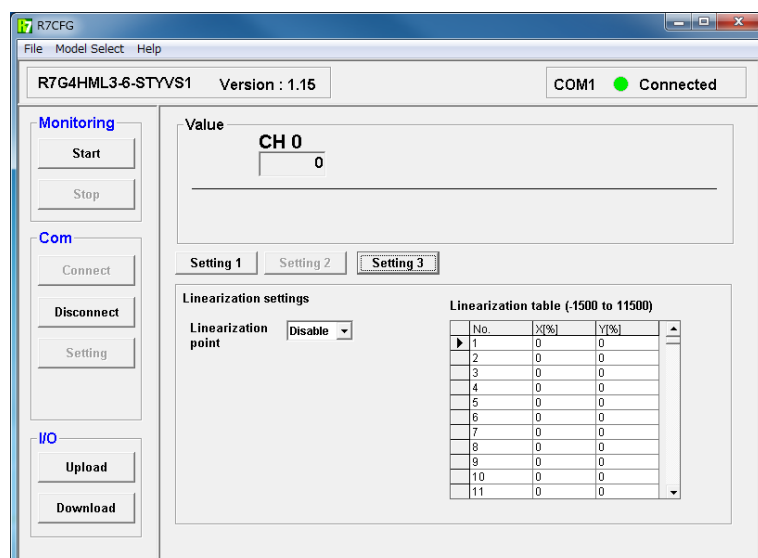 R7 R7CFG
File Model Select Help
R7G4HML3-6-STYVS1 Version : 1.15
COM1 Connected
Monitoring
Start
Stop
Com
Connect
Disconnect
Setting
I/O
Upload
Download
Value
CH 0
0
Setting 1 Setting 2 Setting 3
Linearization settings
Linearization
point
Disable
Linearization table (-1500 to 11500)
No. X[%] Y[%]
1 0 0
2 0 0
3 0 0
4 0 0
5 0 0
6 0 0
7 0 0
8 0 0
9 0 0
10 0 0
11 0 0